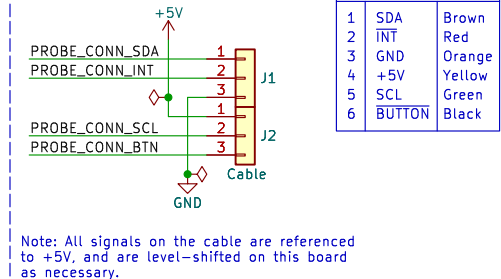 +5V
PROBE_CONN_SDA 1
PROBE_CONN_INT 2 J1
3
1
PROBE_CONN_SCL 2 J2
PROBE_CONN_BTN 3
Cable
GND
1 SDA Brown
2 INT Red
3 GND Orange
4 +5V Yellow
5 SCL Green
6 BUTTON Black
Note: All signals on the cable are referenced
to +5V, and are level-shifted on this board
as necessary.